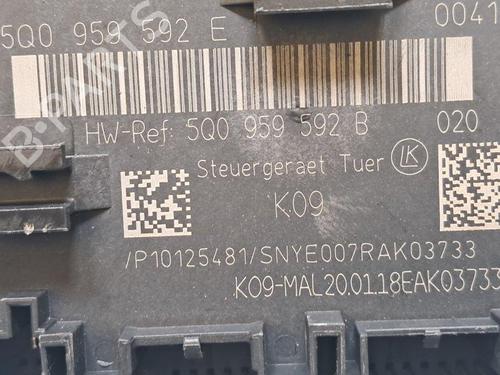 5Q0 959 592 E 0041
HW-Ref: 5Q0 959 592 B 020
Steuergeraet Tuer LK
K09
/P10125481/SNYE007RAK03733
K09-MAL20.01.18EAK03733
B-PARTS